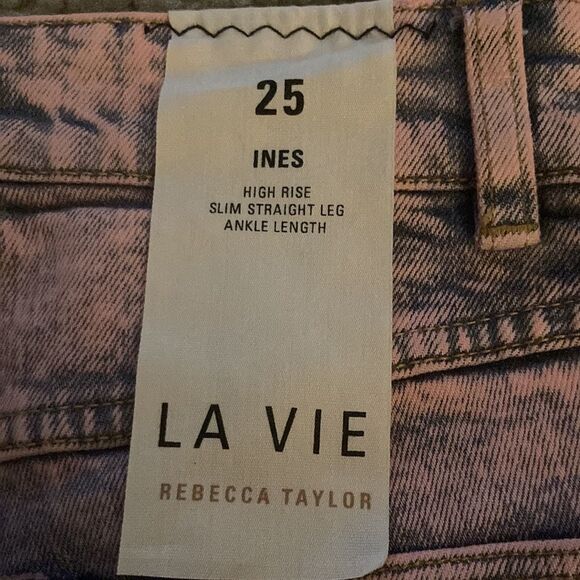 25
INES
HIGH RISE
SLIM STRAIGHT LEG
ANKLE LENGTH
LA VIE
REBECCA TAYLOR